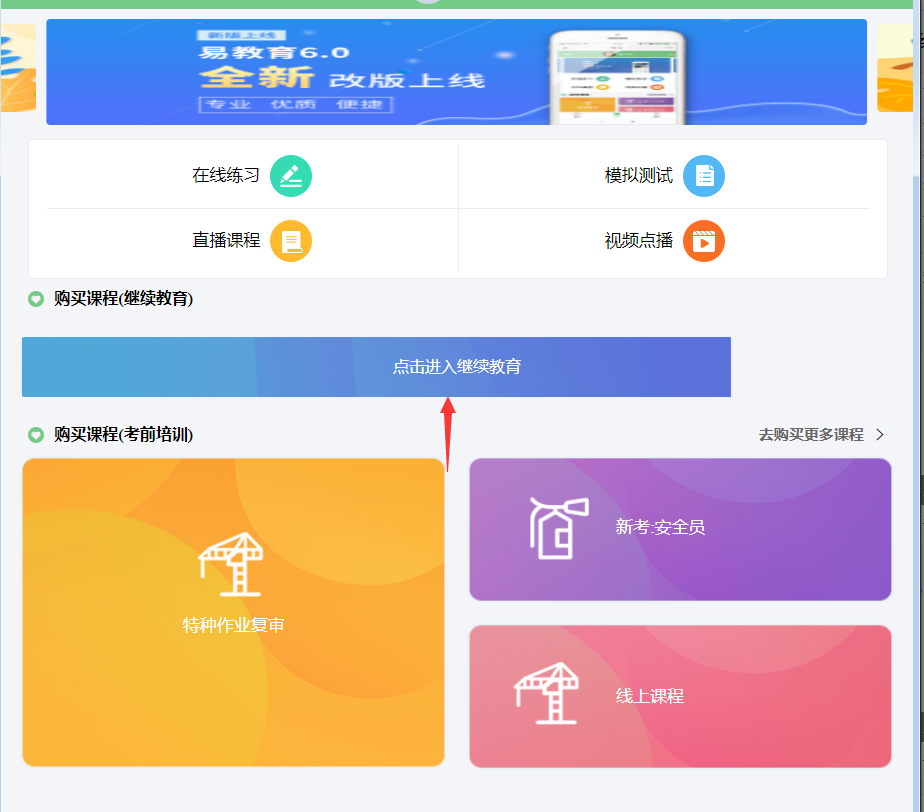 新版上线
易教育6.0
全新 改版上线
专业 优质 便捷
在线练习
模拟测试
直播课程
视频点播
购买课程(继续教育)
点击进入继续教育
购买课程(考前培训)
去购买更多课程
特种作业复审
新考:安全员
线上课程